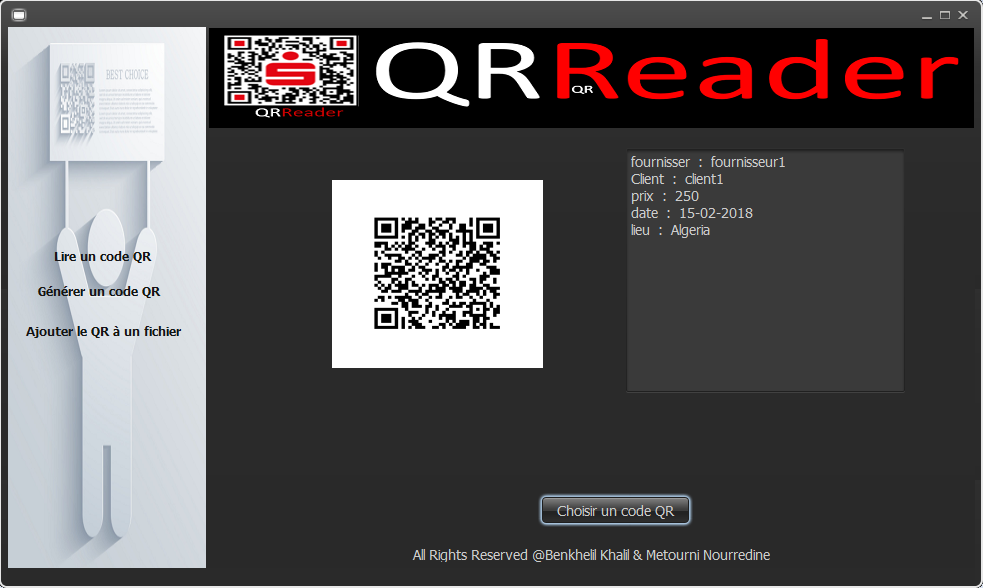 BEST CHOICE
Lire un code QR
Générer un code QR
Ajouter le QR à un fichier
QRReader
QR
QRReader
fournisser : fournisseur1
Client : client1
prix : 250
date : 15-02-2018
lieu : Algeria
Choisir un code QR
All Rights Reserved @Benkhelil Khalil & Metourni Nourredine